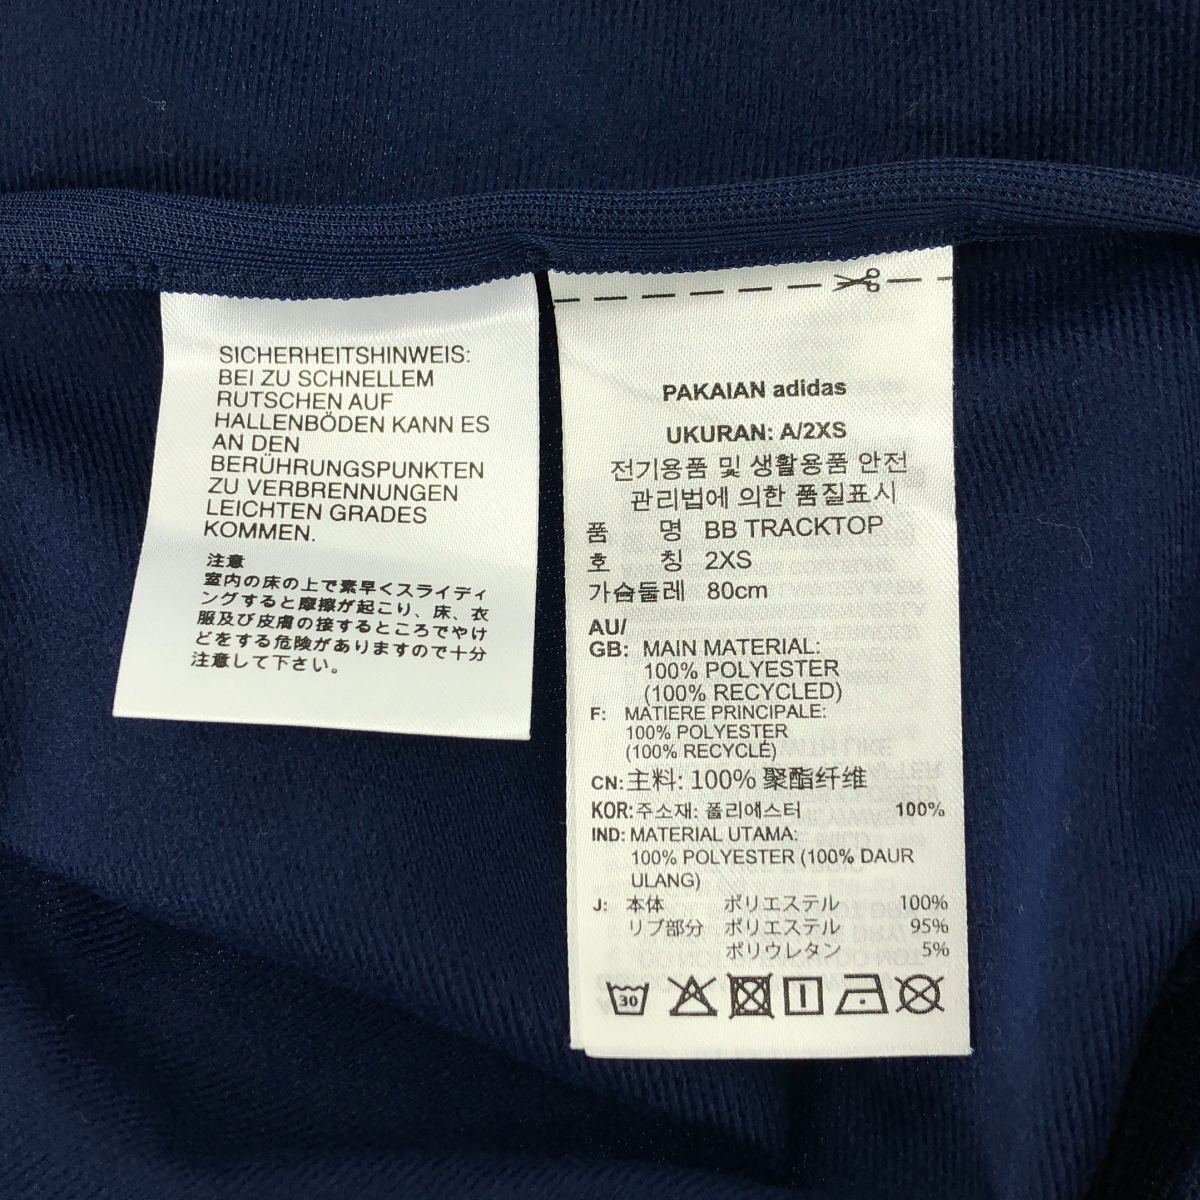 SICHERHEITSHINWEIS:
BEI ZU SCHNELLEM
RUTSCHEN AUF
HALLENBÖDEN KANN ES
AN DEN
BERÜHRUNGSPUNKTEN
ZU VERBRENNUNGEN
LEICHTEN GRADES
KOMMEN.
注意
室内の床の上で素早くスライディ
ングすると摩擦が起こり、床、衣
服及び皮膚の接するところでやけ
どをする危険がありますので十分
注意して下さい。
PAKAIAN adidas
UKURAN: A/2XS
전기용품 및 생활용품 안전
관리법에 의한 품질표시
품 명 BB TRACKTOP
호 칭 2XS
가슴둘레 80cm
AU/
GB: MAIN MATERIAL:
100% POLYESTER
(100% RECYCLED)
F: MATIERE PRINCIPALE:
100% POLYESTER
(100% RECYCLÉ)
CN: 主料: 100% 聚酯纤维
KOR: 주소재: 폴리에스터 100%
IND: MATERIAL UTAMA:
100% POLYESTER (100% DAUR
ULANG)
J: 本体 ポリエステル 100%
リブ部分 ポリエステル 95%
ポリウレタン 5%
30